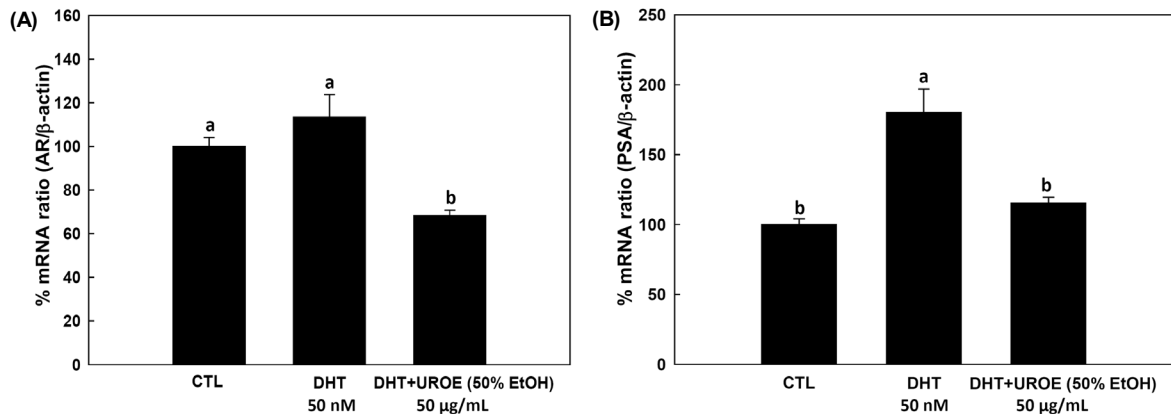 (A)
% mRNA ratio (AR/β-actin)
160
140
120
100
80
60
40
20
0
a
a
b
CTL
DHT
50 nM
DHT+UROE (50% EtOH)
50 µg/mL
(B)
% mRNA ratio (PSA/β-actin)
250
200
150
100
50
0
b
a
b
CTL
DHT
50 nM
DHT+UROE (50% EtOH)
50 µg/mL